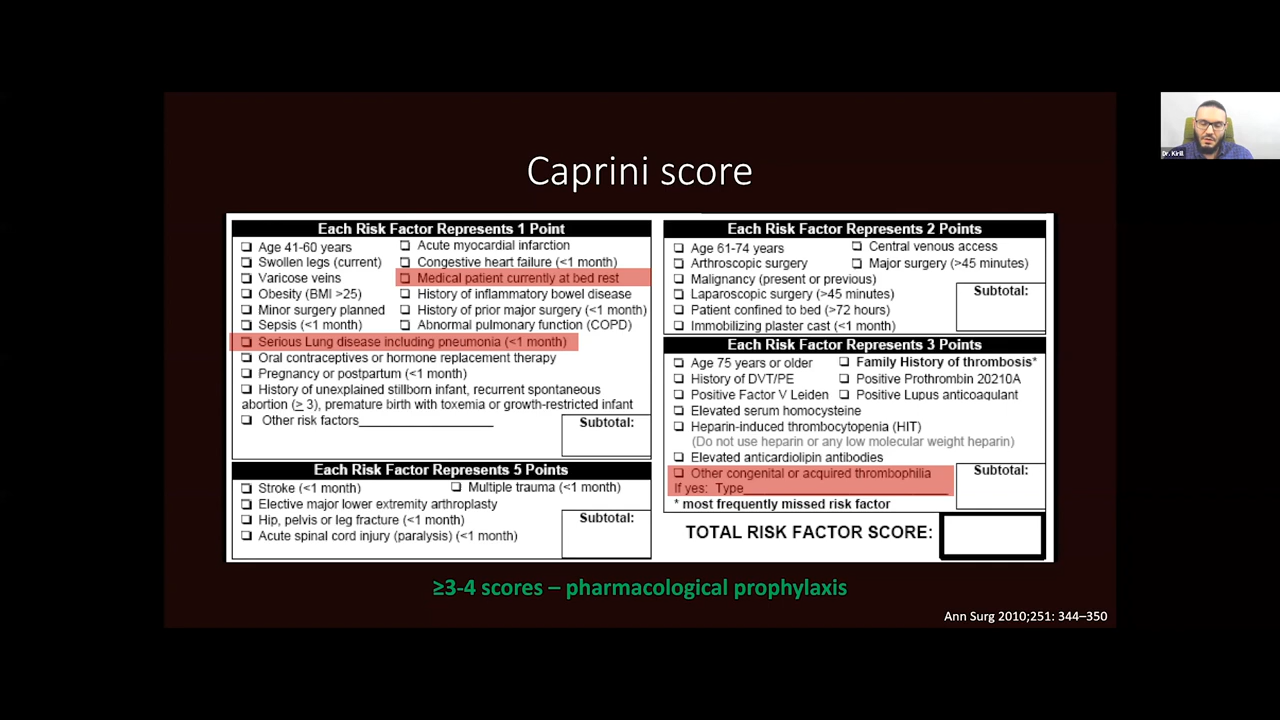 Caprini score
Each Risk Factor Represents 1 Point
❑ Age 41-60 years
❑ Swollen legs (current)
❑ Varicose veins
❑ Obesity (BMI >25)
❑ Minor surgery planned
❑ Sepsis (<1 month)
❑ Acute myocardial infarction
❑ Congestive heart failure (<1 month)
❑ Medical patient currently at bed rest
❑ History of inflammatory bowel disease
❑ History of prior major surgery (<1 month)
❑ Abnormal pulmonary function (COPD)
❑ Serious Lung disease including pneumonia (<1 month)
❑ Oral contraceptives or hormone replacement therapy
❑ Pregnancy or postpartum (<1 month)
❑ History of unexplained stillborn infant, recurrent spontaneous
abortion (≥ 3), premature birth with toxemia or growth-restricted infant
❑ Other risk factors____________________
Subtotal:
Each Risk Factor Represents 5 Points
❑ Stroke (<1 month)
❑ Multiple trauma (<1 month)
❑ Elective major lower extremity arthroplasty
❑ Hip, pelvis or leg fracture (<1 month)
❑ Acute spinal cord injury (paralysis) (<1 month)
Subtotal:
Each Risk Factor Represents 2 Points
❑ Age 61-74 years
❑ Central venous access
❑ Arthroscopic surgery
❑ Major surgery (>45 minutes)
❑ Malignancy (present or previous)
❑ Laparoscopic surgery (>45 minutes)
❑ Patient confined to bed (>72 hours)
❑ Immobilizing plaster cast (<1 month)
Subtotal:
Each Risk Factor Represents 3 Points
❑ Age 75 years or older
❑ Family History of thrombosis*
❑ History of DVT/PE
❑ Positive Prothrombin 20210A
❑ Positive Factor V Leiden
❑ Positive Lupus anticoagulant
❑ Elevated serum homocysteine
❑ Heparin-induced thrombocytopenia (HIT)
(Do not use heparin or any low molecular weight heparin)
❑ Elevated anticardiolipin antibodies
❑ Other congenital or acquired thrombophilia
If yes: Type______________________________
* most frequently missed risk factor
Subtotal:
TOTAL RISK FACTOR SCORE:
≥3-4 scores – pharmacological prophylaxis
Ann Surg 2010;251: 344–350
Dr. Kirill